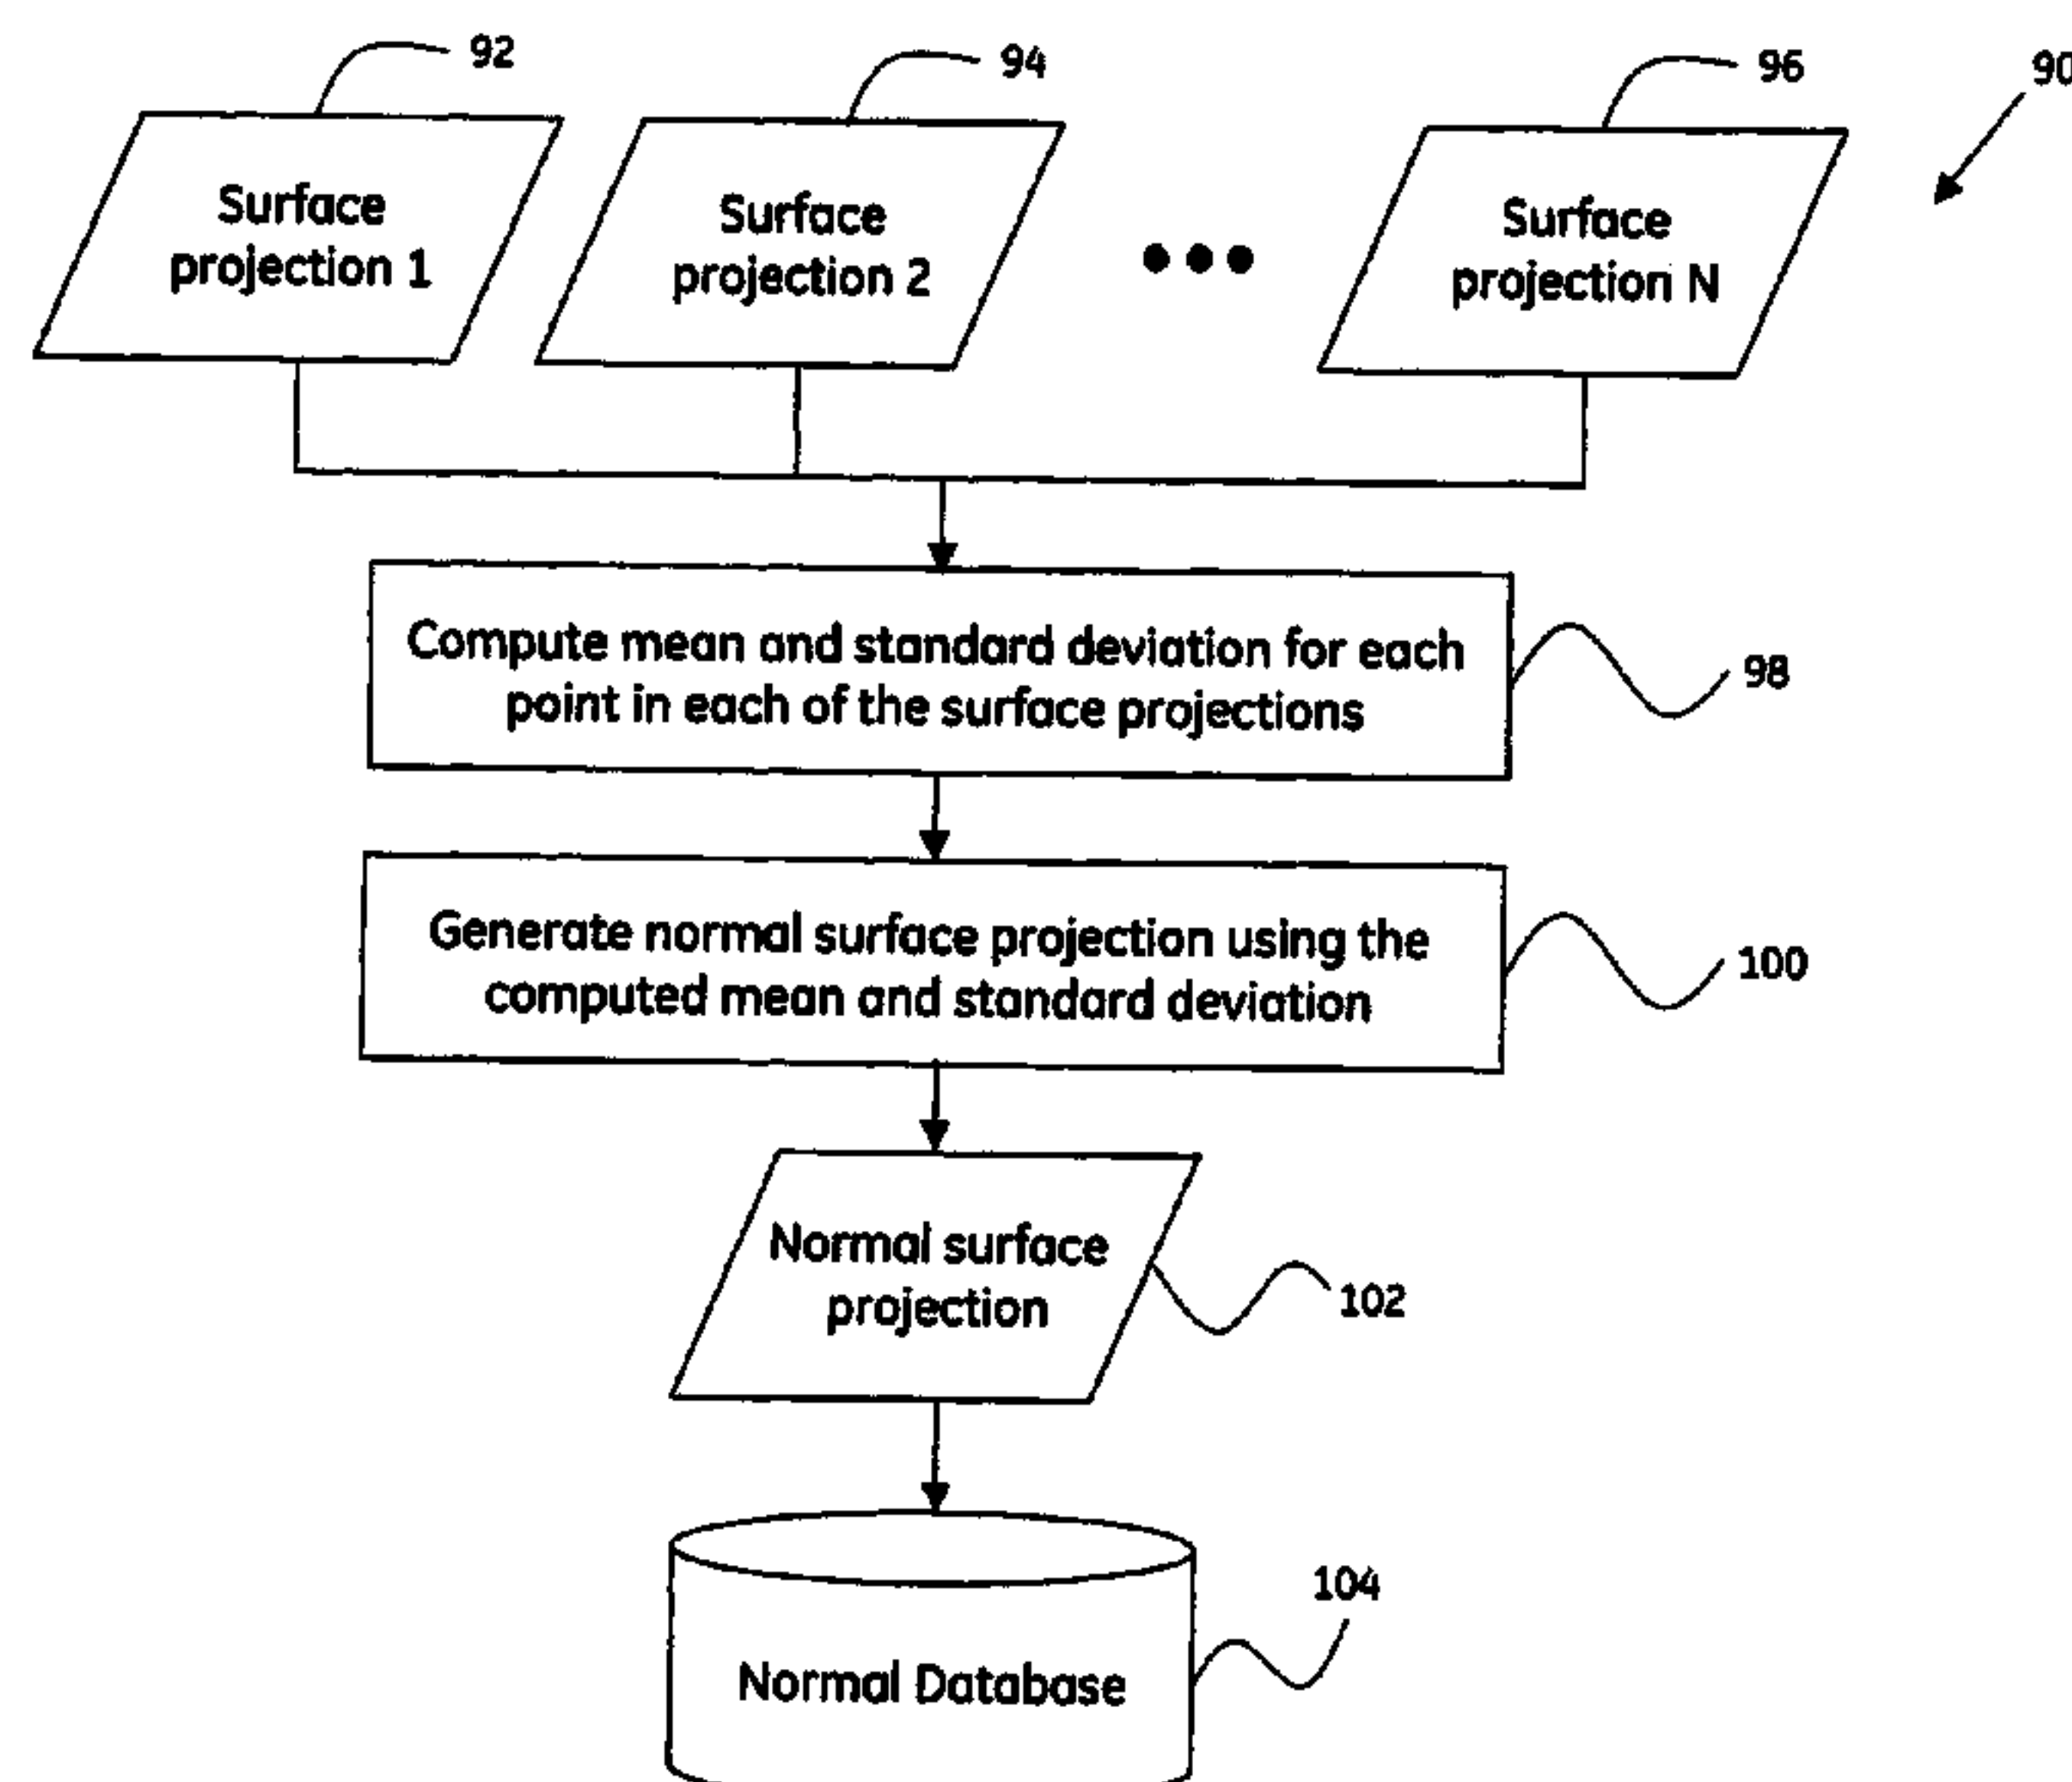 92
94
96
90
Surface
projection 1
Surface
projection 2
Surface
projection N
Compute mean and standard deviation for each
point in each of the surface projections
98
Generate normal surface projection using the
computed mean and standard deviation
100
Normal surface
projection
102
104
Normal Database